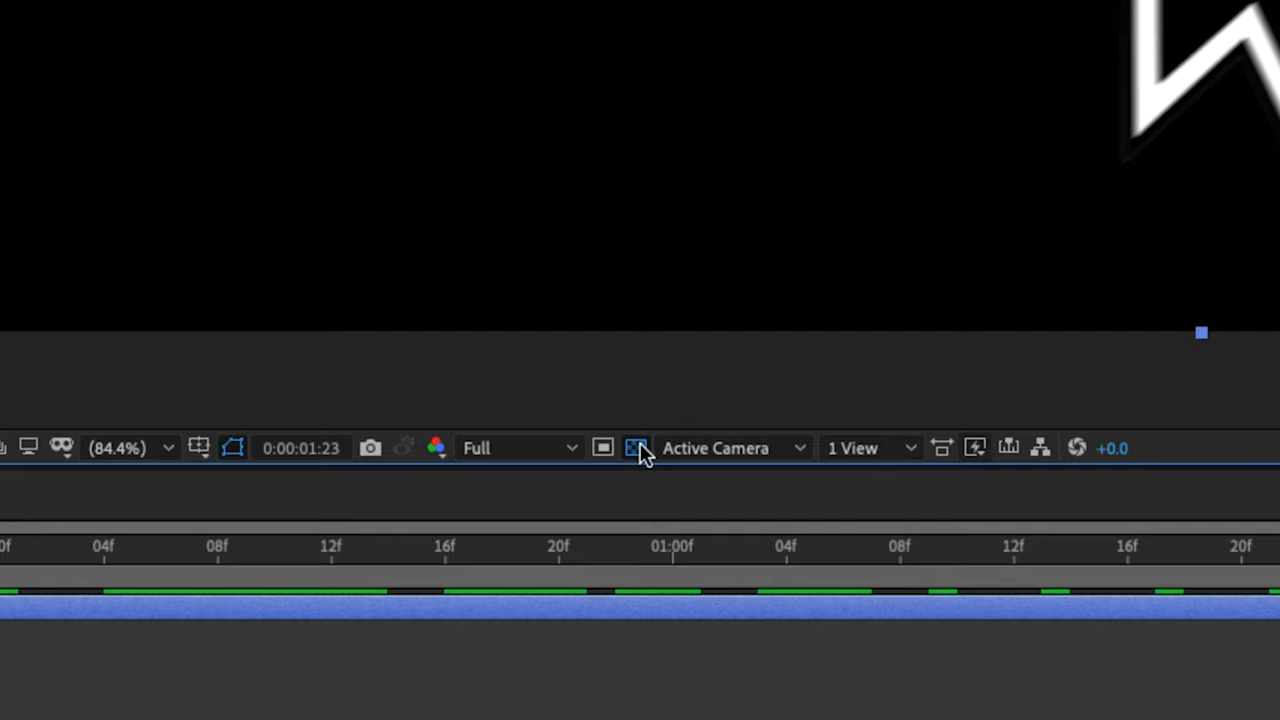 W
(84.4%) 0:00:01:23 Full Active Camera 1 View +0.0
0f 04f 08f 12f 16f 20f 01:00f 04f 08f 12f 16f 20f